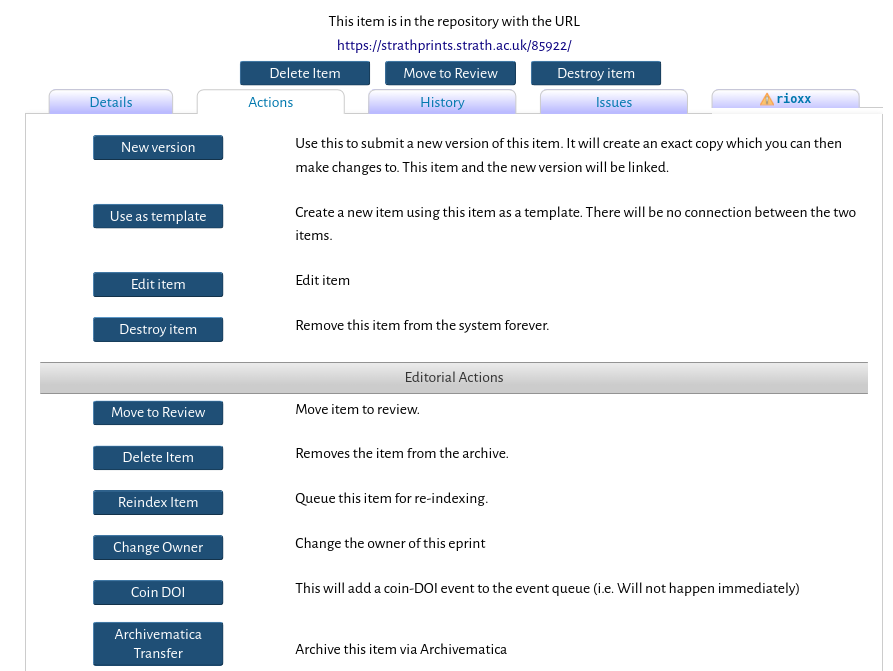 This item is in the repository with the URL
https://strathprints.strath.ac.uk/85922/
Delete Item Move to Review Destroy item
Details Actions History Issues rioxx
New version Use this to submit a new version of this item. It will create an exact copy which you can then
make changes to. This item and the new version will be linked.
Use as template Create a new item using this item as a template. There will be no connection between the two
items.
Edit item Edit item
Destroy item Remove this item from the system forever.
Editorial Actions
Move to Review Move item to review.
Delete Item Removes the item from the archive.
Reindex Item Queue this item for re-indexing.
Change Owner Change the owner of this eprint
Coin DOI This will add a coin-DOI event to the event queue (i.e. Will not happen immediately)
Archivematica
Transfer Archive this item via Archivematica